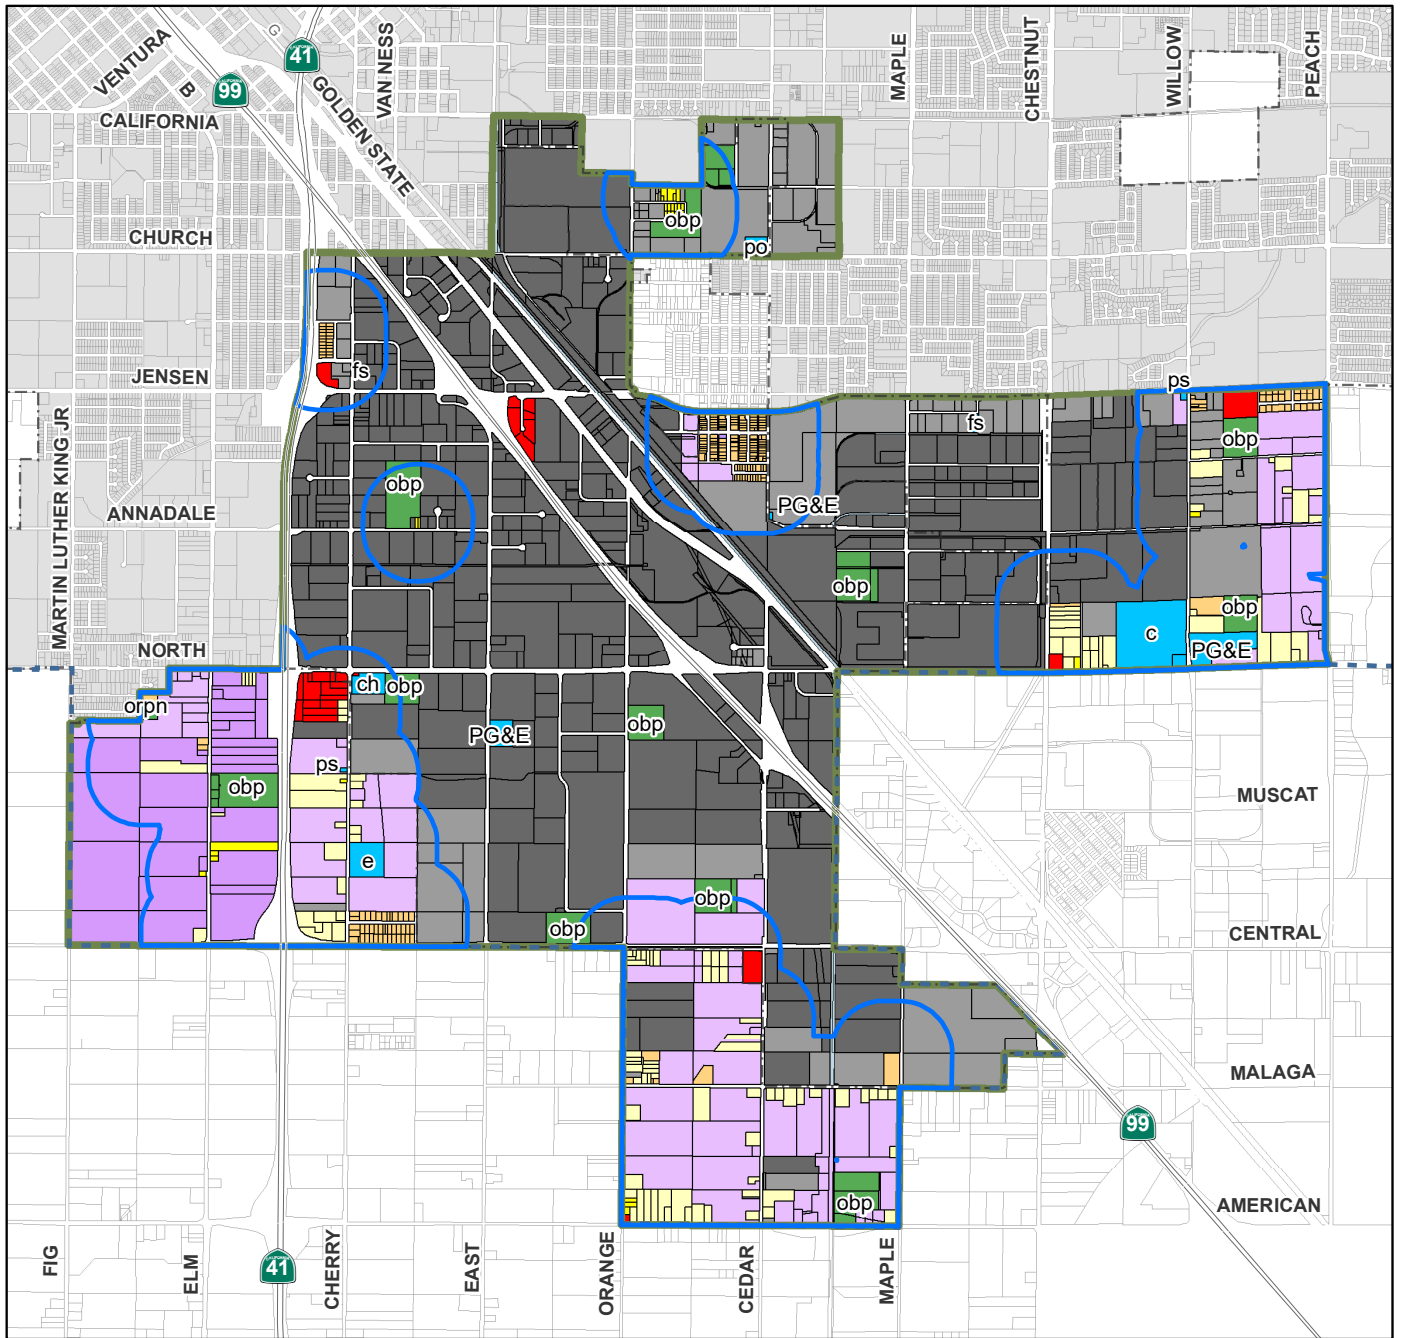 VENTURA
B
G
41
99
CALIFORNIA
GOLDEN STATE
VAN NESS
MAPLE
CHESTNUT
WILLOW
PEACH
CHURCH
obp
po
JENSEN
fs
fs
ps
obp
MARTIN LUTHER KING JR
ANNADALE
obp
PG&E
obp
obp
c
PG&E
NORTH
orpn
ch
obp
PG&E
obp
ps
obp
MUSCAT
e
obp
obp
CENTRAL
MALAGA
99
obp
AMERICAN
FIG
ELM
41
CHERRY
EAST
ORANGE
CEDAR
MAPLE